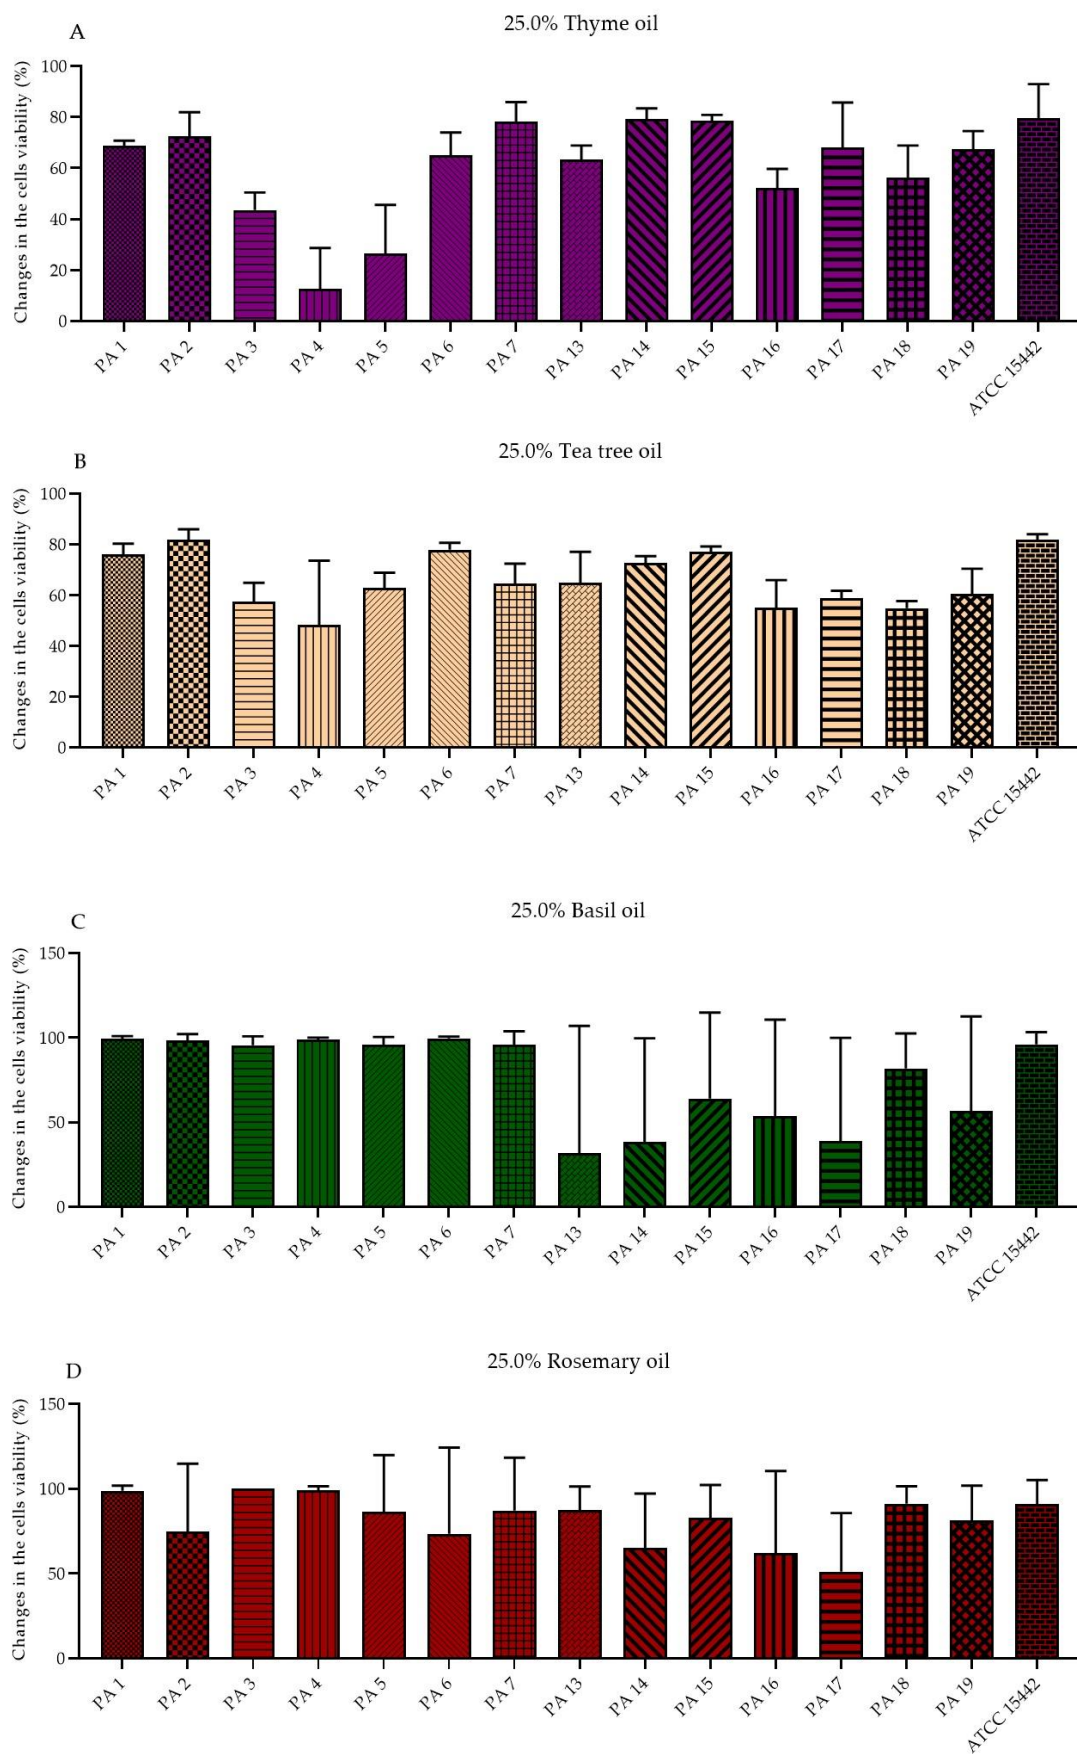 A
25.0% Thyme oil
Changes in the cells viability (%)
100
80
60
40
20
0
PA 1
PA 2
PA 3
PA 4
PA 5
PA 6
PA 7
PA 13
PA 14
PA 15
PA 16
PA 17
PA 18
PA 19
ATCC 15442
B
25.0% Tea tree oil
Changes in the cells viability (%)
100
80
60
40
20
0
PA 1
PA 2
PA 3
PA 4
PA 5
PA 6
PA 7
PA 13
PA 14
PA 15
PA 16
PA 17
PA 18
PA 19
ATCC 15442
C
25.0% Basil oil
Changes in the cells viability (%)
150
100
50
0
PA 1
PA 2
PA 3
PA 4
PA 5
PA 6
PA 7
PA 13
PA 14
PA 15
PA 16
PA 17
PA 18
PA 19
ATCC 15442
D
25.0% Rosemary oil
Changes in the cells viability (%)
150
100
50
0
PA 1
PA 2
PA 3
PA 4
PA 5
PA 6
PA 7
PA 13
PA 14
PA 15
PA 16
PA 17
PA 18
PA 19
ATCC 15442